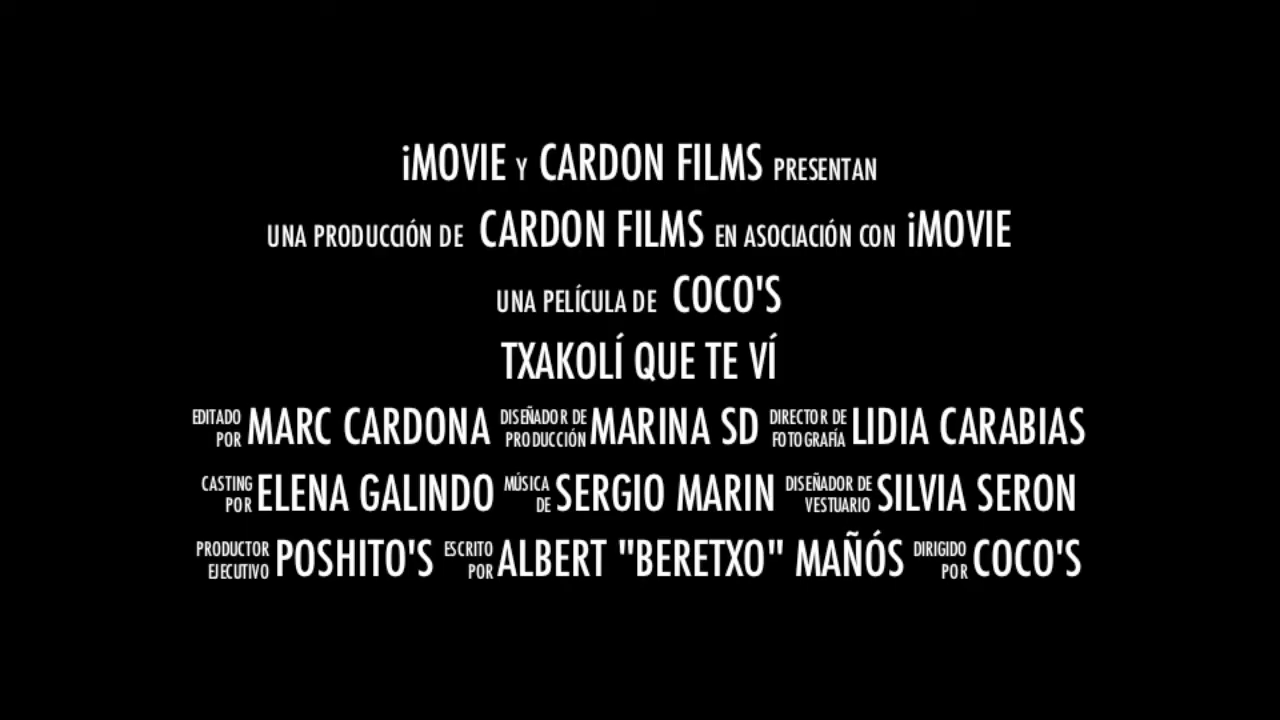 iMOVIE Y CARDON FILMS PRESENTAN
UNA PRODUCCIÓN DE CARDON FILMS EN ASOCIACIÓN CON iMOVIE
UNA PELÍCULA DE COCO'S
TXAKOLÍ QUE TE VÍ
EDITADO POR MARC CARDONA DISEÑADOR DE PRODUCCIÓN MARINA SD DIRECTOR DE FOTOGRAFÍA LIDIA CARABIAS
CASTING POR ELENA GALINDO MÚSICA DE SERGIO MARIN DISEÑADOR DE VESTUARIO SILVIA SERON
PRODUCTOR EJECUTIVO POSHITO'S ESCRITO POR ALBERT "BERETXO" MAÑÓS DIRIGIDO POR COCO'S